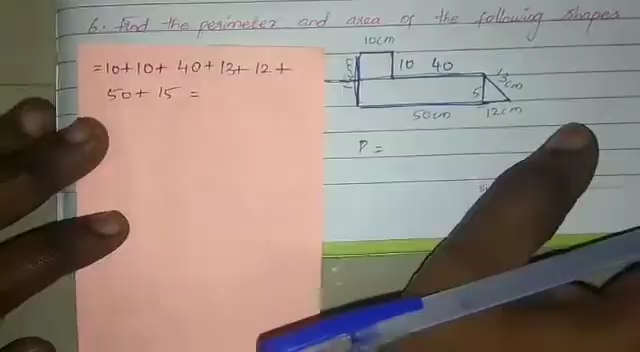 6. Find the perimeter and area of the following shapes
10cm
10 40
13cm
5
50cm 12cm
P =
=10+10+ 40+13+12+
50+ 15 =